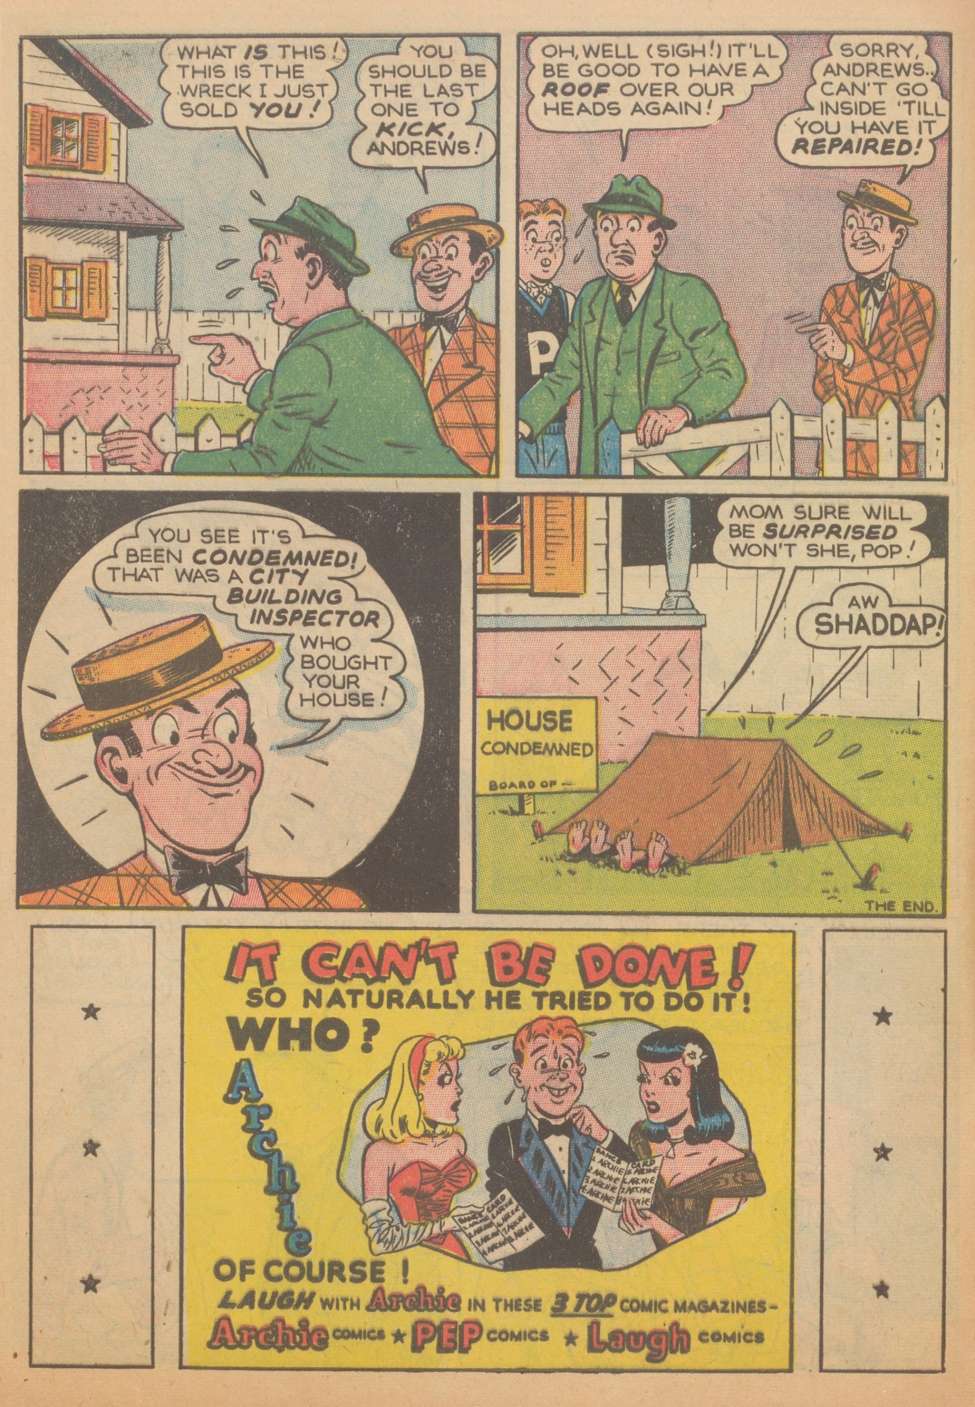 WHAT IS THIS!
THIS IS THE
WRECK I JUST
SOLD YOU!
YOU
SHOULD BE
THE LAST
ONE TO
KICK,
ANDREWS!
OH, WELL (SIGH!) IT'LL
BE GOOD TO HAVE A
ROOF OVER OUR
HEADS AGAIN!
SORRY,
ANDREWS..
CAN'T GO
INSIDE 'TILL
YOU HAVE IT
REPAIRED!
P
YOU SEE IT'S
BEEN CONDEMNED!
THAT WAS A CITY
BUILDING
INSPECTOR
WHO
BOUGHT
YOUR
HOUSE!
MOM SURE WILL
BE SURPRISED
WON'T SHE, POP!
AW
SHADDAP!
HOUSE
CONDEMNED
BOARD OF —
THE END.
IT CAN'T BE DONE!
SO NATURALLY HE TRIED TO DO IT!
WHO?
Archie
OF COURSE!
LAUGH WITH Archie IN THESE 3 TOP COMIC MAGAZINES-
Archie COMICS ★ PEP COMICS ★ Laugh COMICS